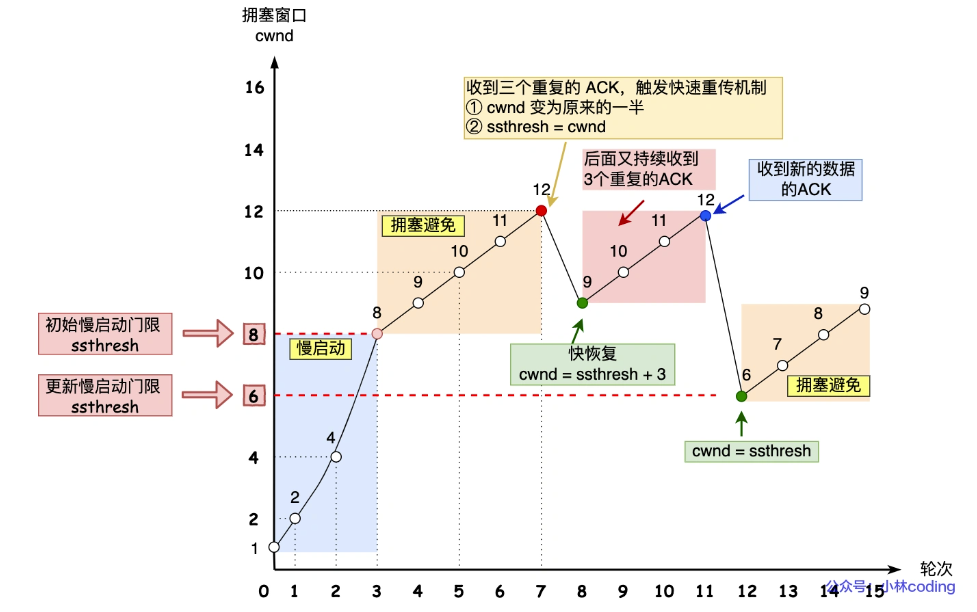 拥塞窗口
cwnd
16
14
12
10
8
6
4
2
1
收到三个重复的 ACK，触发快速重传机制
① cwnd 变为原来的一半
② ssthresh = cwnd
后面又持续收到
3个重复的ACK
收到新的数据
的ACK
拥塞避免
慢启动
初始慢启动门限
ssthresh
更新慢启动门限
ssthresh
2
4
8
9
10
11
12
9
10
11
12
6
7
8
9
快恢复
cwnd = ssthresh + 3
拥塞避免
cwnd = ssthresh
轮次
0 1 2 3 4 5 6 7 8 9 10 11 12 13 14 15
公众号：小林coding